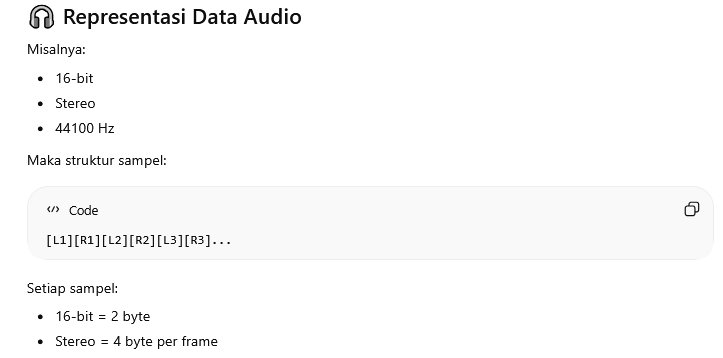 🎧 Representasi Data Audio
Misalnya:
• 16-bit
• Stereo
• 44100 Hz
Maka struktur sampel:
</> Code
[L1][R1][L2][R2][L3][R3]...
Setiap sampel:
• 16-bit = 2 byte
• Stereo = 4 byte per frame